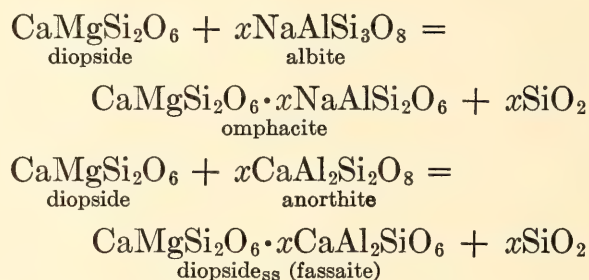 CaMgSi₂O₆ + xNaAlSi₃O₈ =
diopside albite
CaMgSi₂O₆·xNaAlSi₂O₆ + xSiO₂
omphacite
CaMgSi₂O₆ + xCaAl₂Si₂O₈ =
diopside anorthite
CaMgSi₂O₆·xCaAl₂SiO₆ + xSiO₂
diopsidess (fassaite)